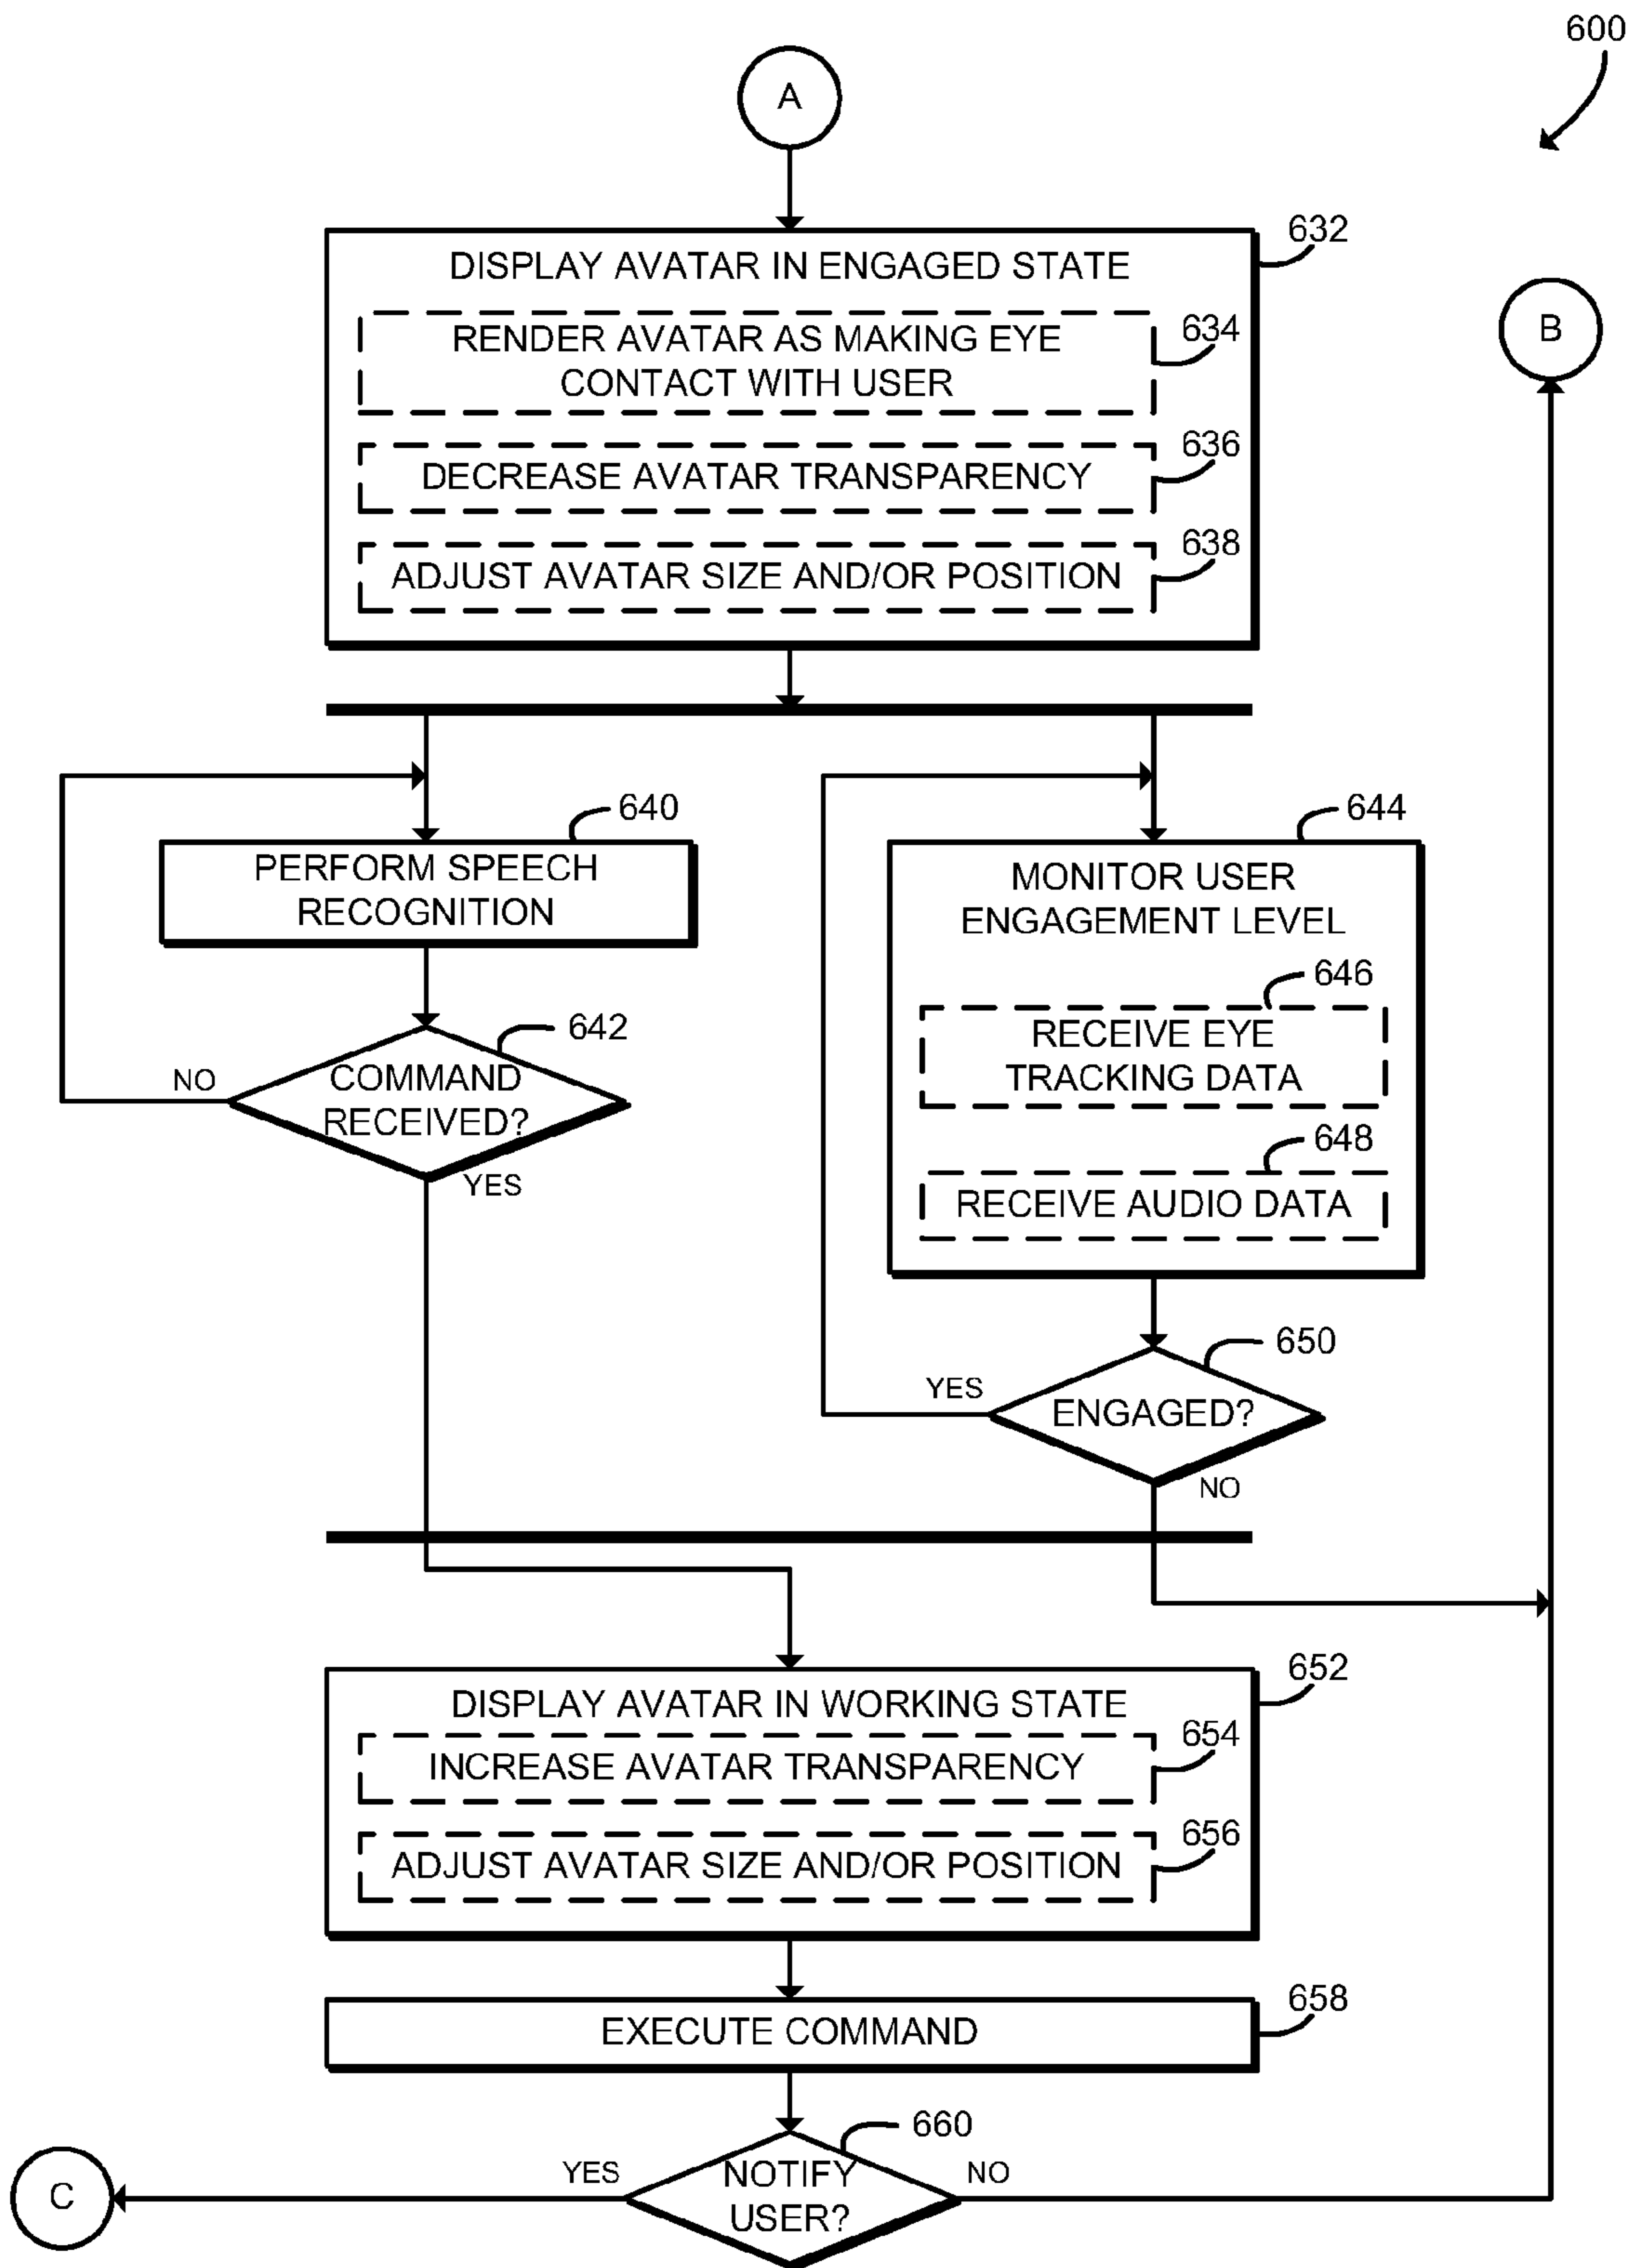 600
A
632
DISPLAY AVATAR IN ENGAGED STATE
634
RENDER AVATAR AS MAKING EYE
CONTACT WITH USER
B
636
DECREASE AVATAR TRANSPARENCY
638
ADJUST AVATAR SIZE AND/OR POSITION
640
PERFORM SPEECH
RECOGNITION
642
NO
COMMAND
RECEIVED?
YES
644
MONITOR USER
ENGAGEMENT LEVEL
646
RECEIVE EYE
TRACKING DATA
648
RECEIVE AUDIO DATA
650
YES
ENGAGED?
NO
652
DISPLAY AVATAR IN WORKING STATE
654
INCREASE AVATAR TRANSPARENCY
656
ADJUST AVATAR SIZE AND/OR POSITION
658
EXECUTE COMMAND
660
C
YES
NOTIFY
USER?
NO